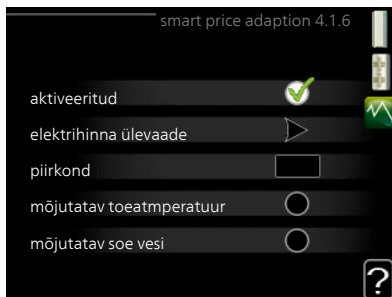 smart price adaption 4.1.6
aktiveeritud
elektrihinna ülevaade
piirkond
mõjutatav toeatmperatuur
mõjutatav soe vesi
?